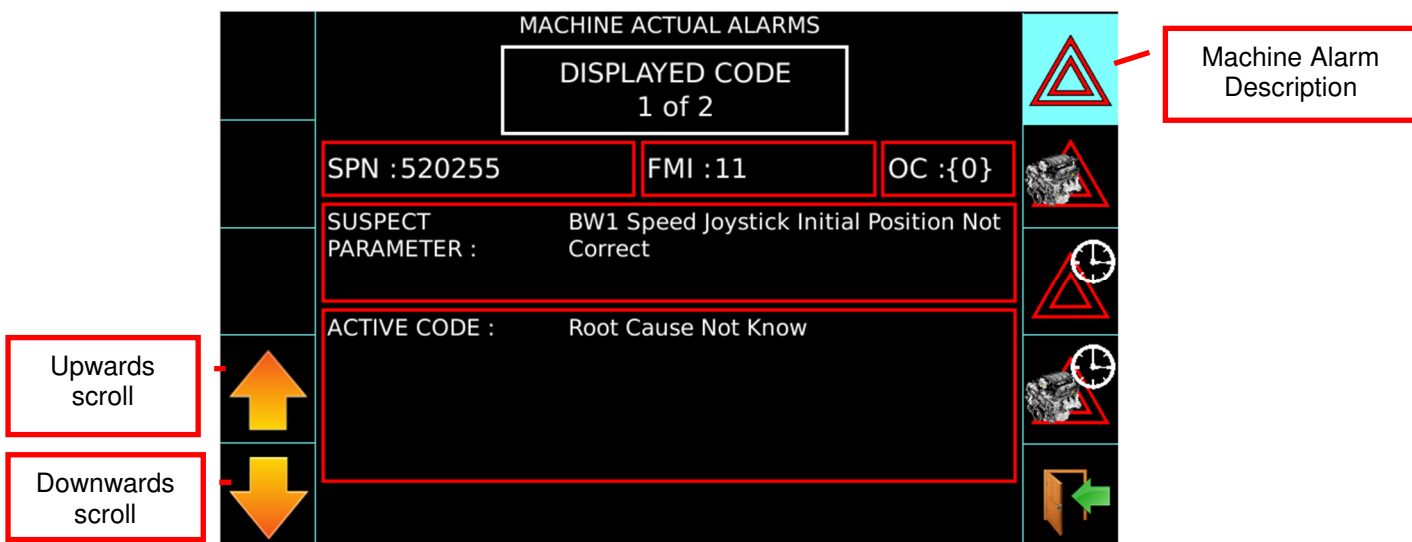 MACHINE ACTUAL ALARMS
DISPLAYED CODE
1 of 2
Machine Alarm
Description
SPN :520255
FMI :11
OC :{0}
SUSPECT
PARAMETER :
BW1 Speed Joystick Initial Position Not
Correct
ACTIVE CODE :
Root Cause Not Know
Upwards
scroll
Downwards
scroll